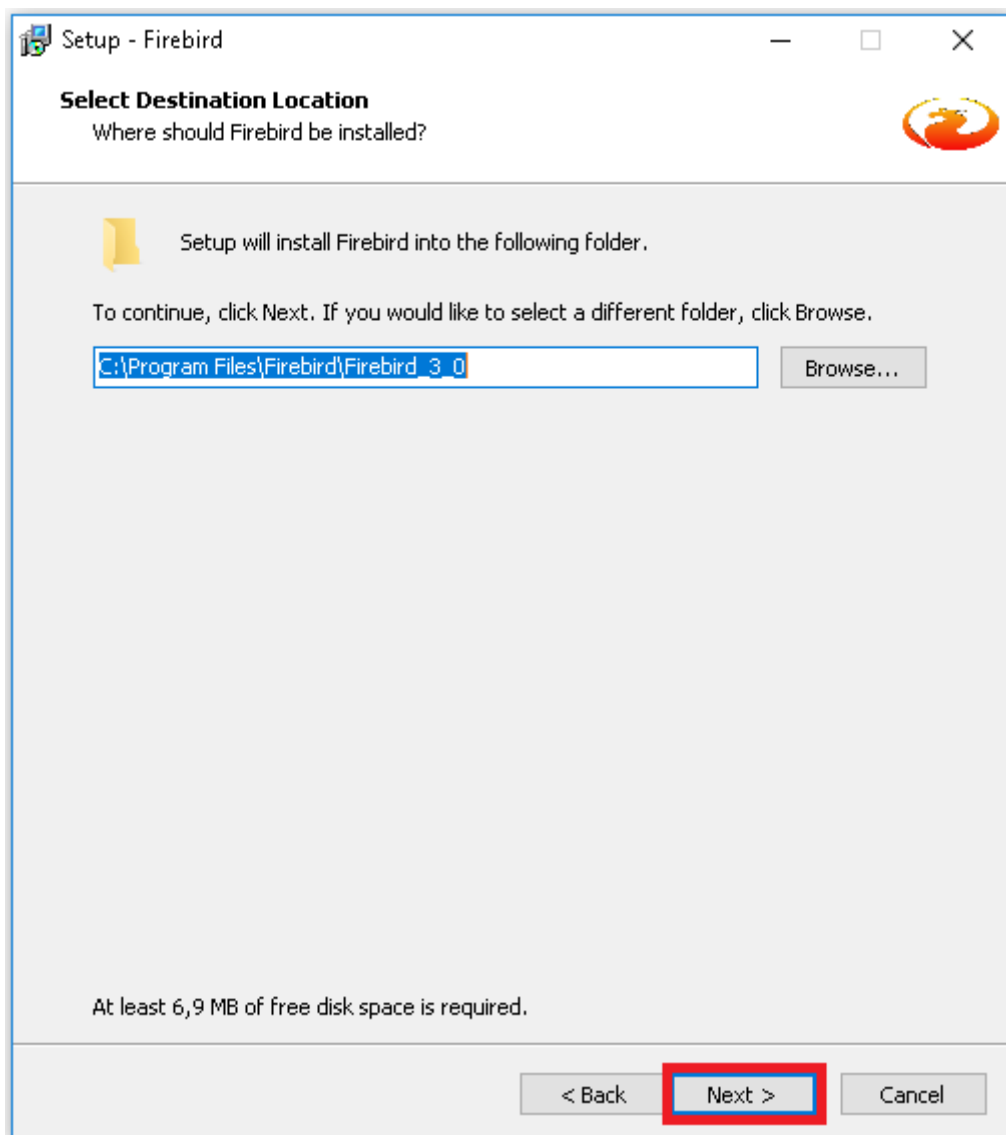 Setup - Firebird
Select Destination Location
Where should Firebird be installed?
Setup will install Firebird into the following folder.
To continue, click Next. If you would like to select a different folder, click Browse.
C:\Program Files\Firebird\Firebird_3_0
Browse...
At least 6,9 MB of free disk space is required.
< Back
Next >
Cancel